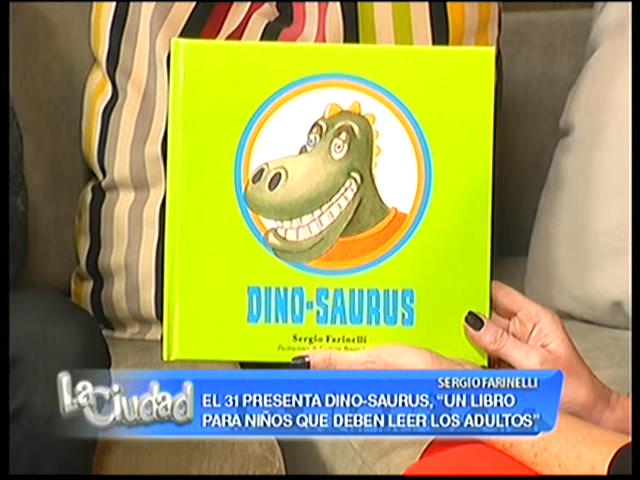 DINO-SAURUS
Sergio Farinelli
La Ciudad
SERGIO FARINELLI
EL 31 PRESENTA DINO-SAURUS, "UN LIBRO
PARA NIÑOS QUE DEBEN LEER LOS ADULTOS"